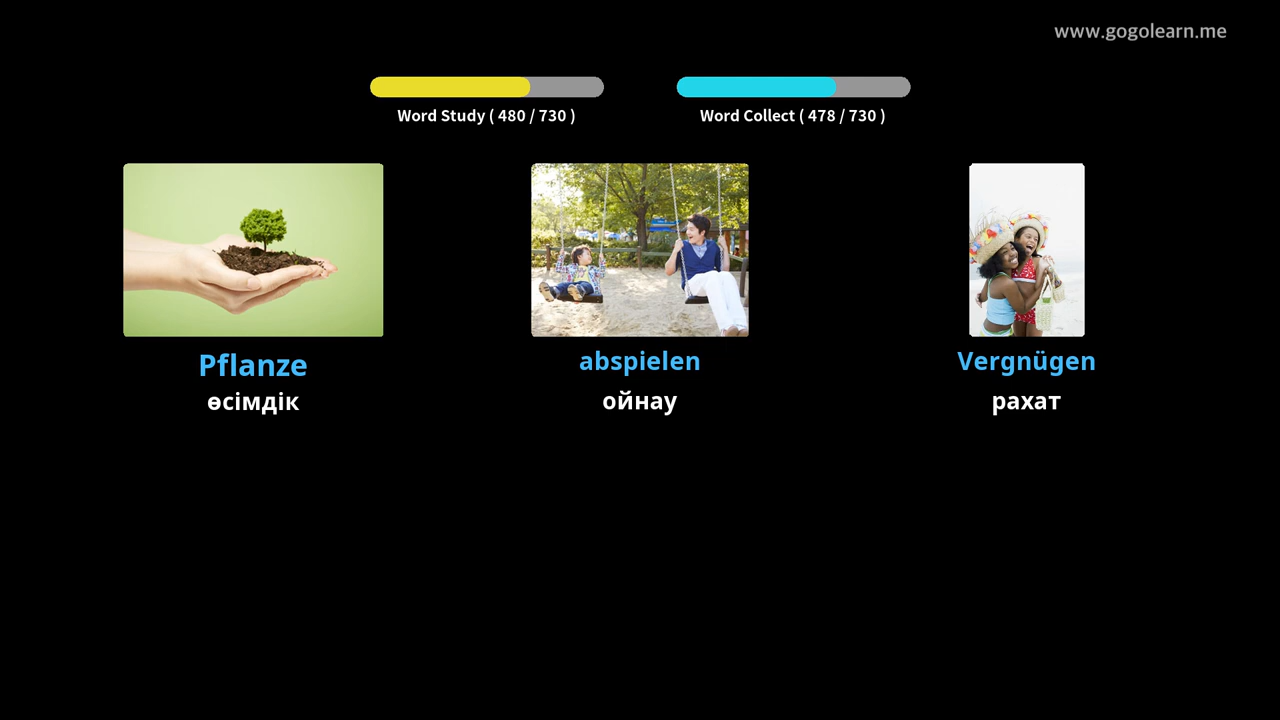 www.gogolearn.me
Word Study ( 480 / 730 )
Word Collect ( 478 / 730 )
Pflanze
өсімдік
abspielen
ойнау
Vergnügen
рахат